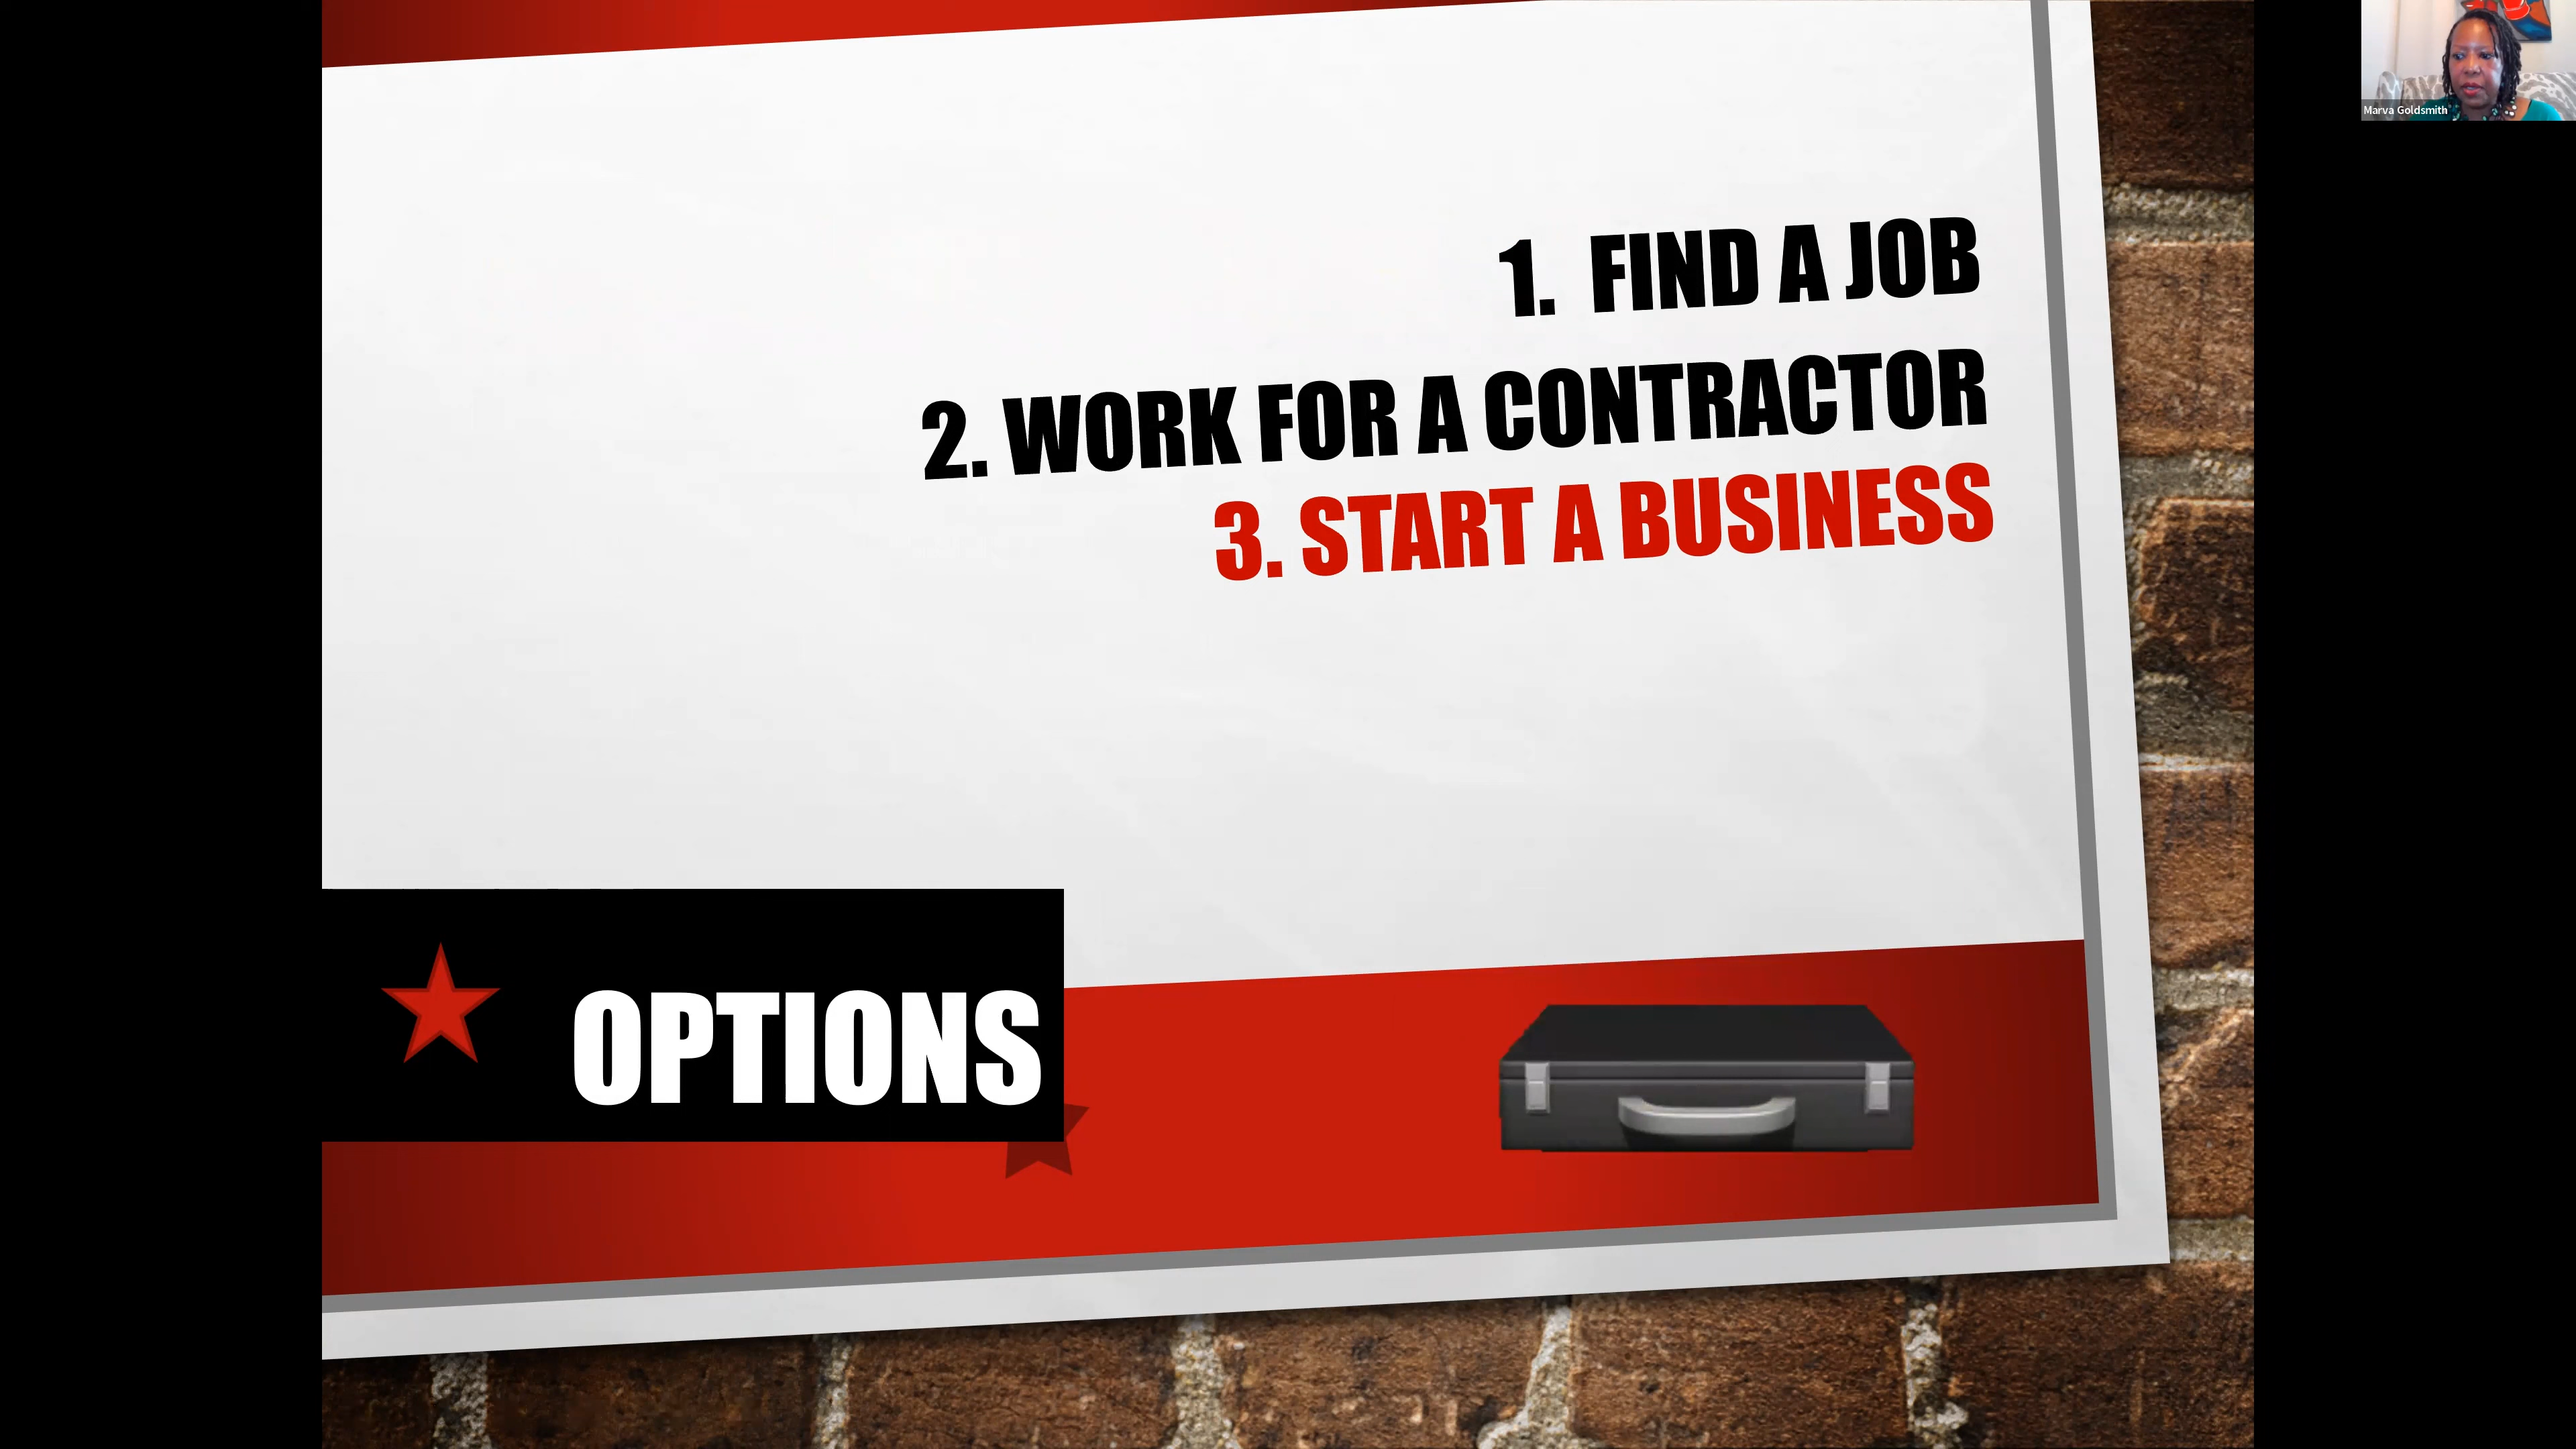 Marva Goldsmith
1. FIND A JOB
2. WORK FOR A CONTRACTOR
3. START A BUSINESS
OPTIONS